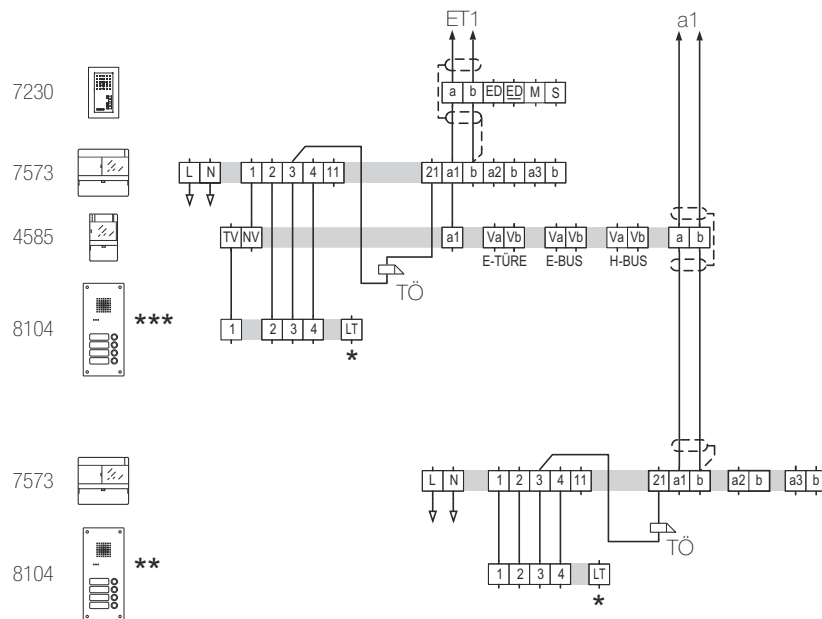 ET1 a1
7230 a b ED ED M S
7573 L N 1 2 3 4 11 21 a1 b a2 b a3 b
4585 TV NV a1 Va Vb Va Vb Va Vb a b
E-TÜRE E-BUS H-BUS
TÖ
8104 *** 1 2 3 4 LT
*
7573 L N 1 2 3 4 11 21 a1 b a2 b a3 b
TÖ
8104 ** 1 2 3 4 LT
*